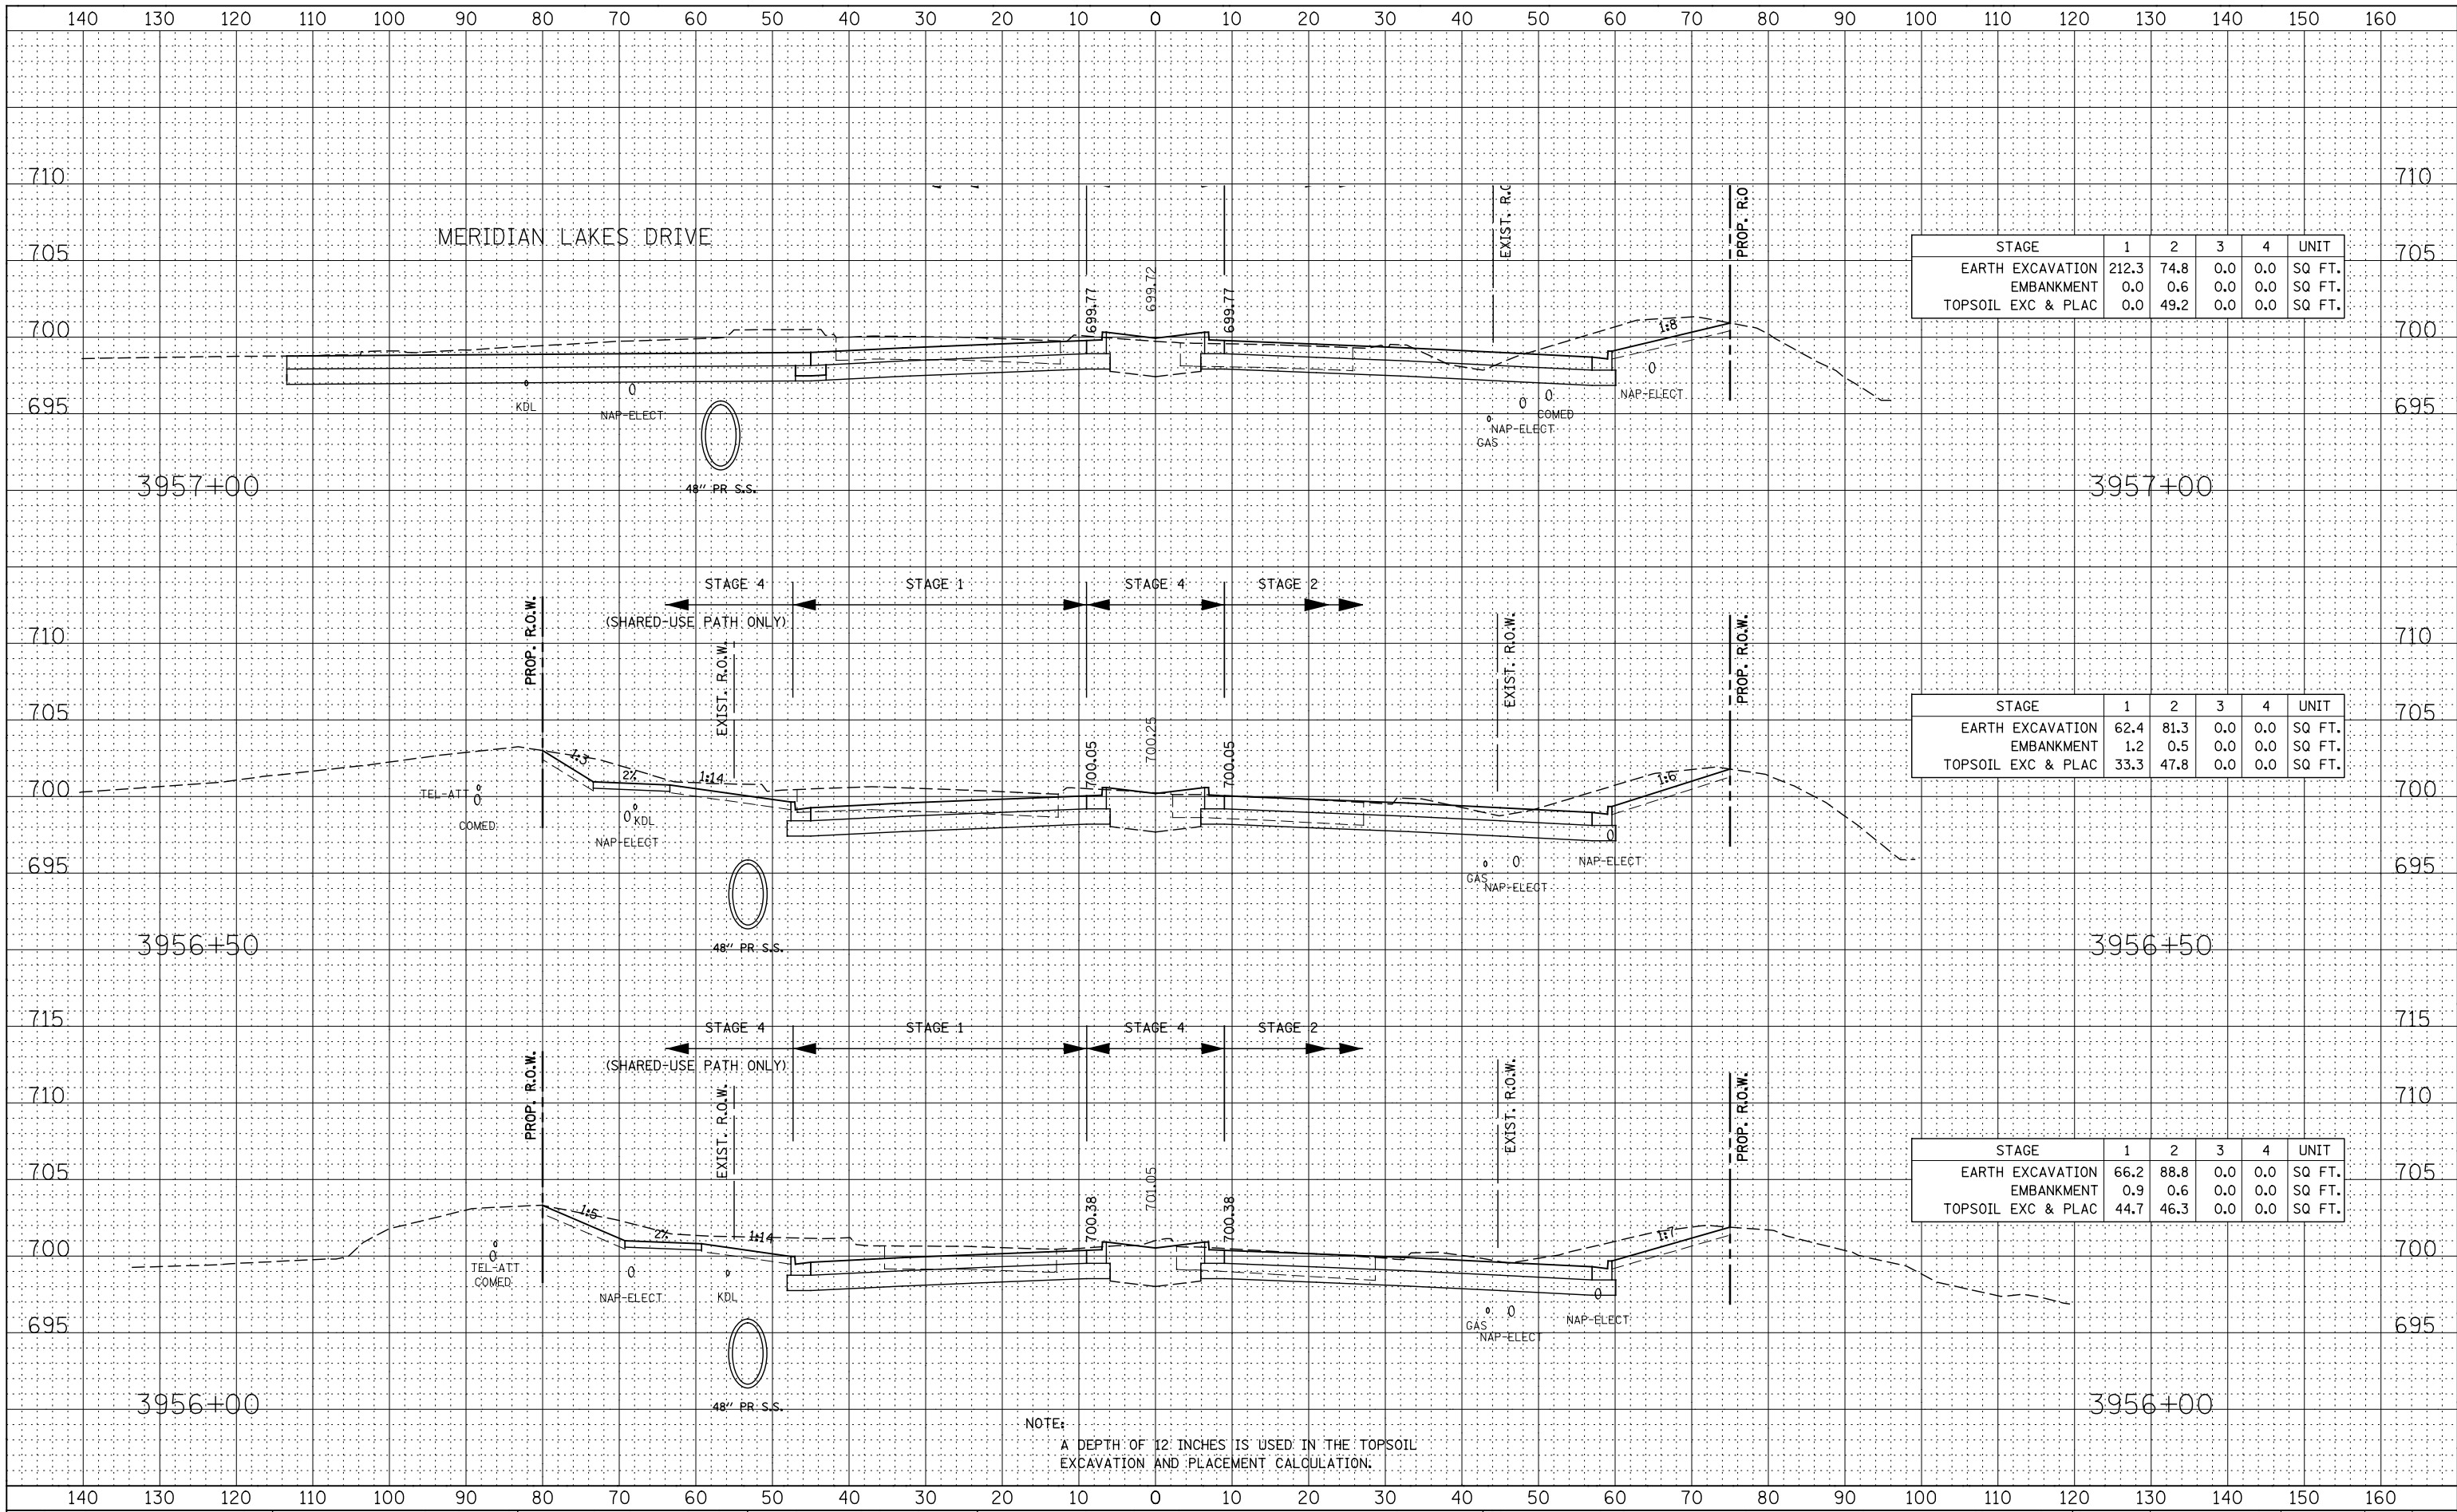 140 130 120 110 100 90 80 70 60 50 40 30 20 10 0 10 20 30 40 50 60 70 80 90 100 110 120 130 140 150 160
710 710
EXIST. R.O
PROP. R.O
MERIDIAN LAKES DRIVE
705 705
699.77 699.72 699.77
STAGE 1 2 3 4 UNIT
EARTH EXCAVATION 212.3 74.8 0.0 0.0 SQ FT.
EMBANKMENT 0.0 0.6 0.0 0.0 SQ FT.
TOPSOIL EXC & PLAC 0.0 49.2 0.0 0.0 SQ FT.
700 700
1:8
KDL
NAP-ELECT
NAP-ELECT
COMED
NAP-ELECT
GAS
695 695
48" PR S.S.
3957+00 3957+00
STAGE 4 STAGE 1 STAGE 4 STAGE 2
(SHARED-USE PATH ONLY)
PROP. R.O.W.
EXIST. R.O.W.
EXIST. R.O.W.
PROP. R.O.W.
710 710
705 705
700.05 700.25 700.05
STAGE 1 2 3 4 UNIT
EARTH EXCAVATION 62.4 81.3 0.0 0.0 SQ FT.
EMBANKMENT 1.2 0.5 0.0 0.0 SQ FT.
TOPSOIL EXC & PLAC 33.3 47.8 0.0 0.0 SQ FT.
1:3 2% 1:14 1:6
700 700
TEL-ATT
COMED
KDL
NAP-ELECT
GAS
NAP-ELECT
NAP-ELECT
695 695
48" PR S.S.
3956+50 3956+50
715 715
STAGE 4 STAGE 1 STAGE 4 STAGE 2
(SHARED-USE PATH ONLY)
PROP. R.O.W.
EXIST. R.O.W.
EXIST. R.O.W.
PROP. R.O.W.
710 710
705 705
700.38 701.05 700.38
STAGE 1 2 3 4 UNIT
EARTH EXCAVATION 66.2 88.8 0.0 0.0 SQ FT.
EMBANKMENT 0.9 0.6 0.0 0.0 SQ FT.
TOPSOIL EXC & PLAC 44.7 46.3 0.0 0.0 SQ FT.
1:5 2% 1:14 1:7
700 700
TEL-ATT
COMED
NAP-ELECT
KDL
GAS
NAP-ELECT
NAP-ELECT
695 695
48" PR S.S.
3956+00 3956+00
NOTE:
A DEPTH OF 12 INCHES IS USED IN THE TOPSOIL
EXCAVATION AND PLACEMENT CALCULATION.
140 130 120 110 100 90 80 70 60 50 40 30 20 10 0 10 20 30 40 50 60 70 80 90 100 110 120 130 140 150 160